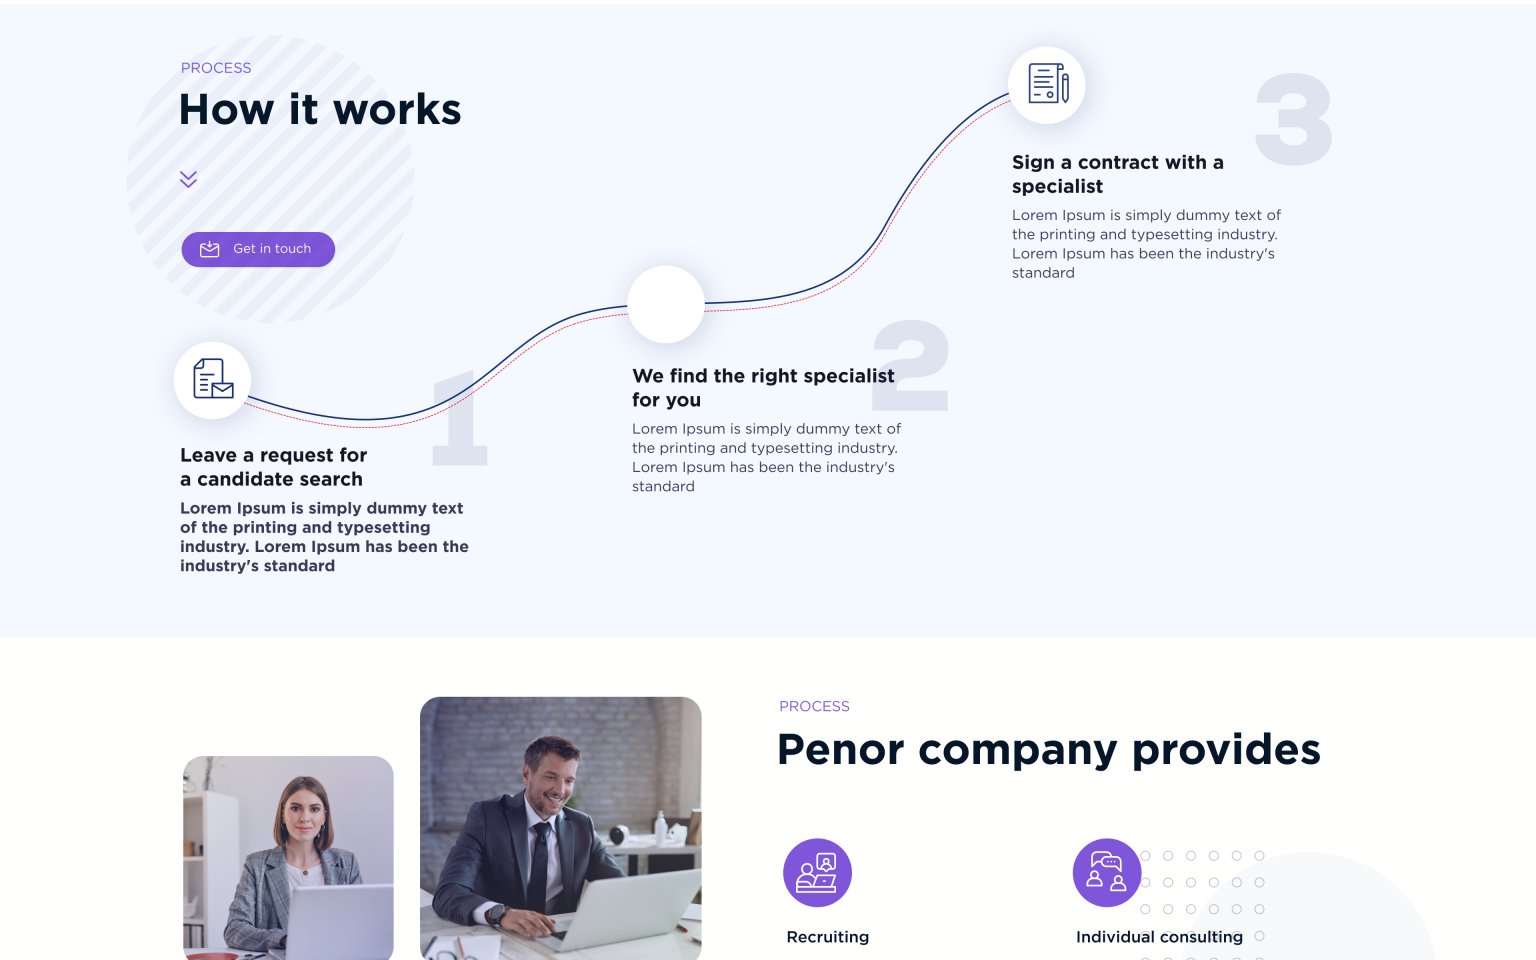 PROCESS
How it works
Get in touch
1
Leave a request for
a candidate search
Lorem Ipsum is simply dummy text
of the printing and typesetting
industry. Lorem Ipsum has been the
industry's standard
2
We find the right specialist
for you
Lorem Ipsum is simply dummy text of
the printing and typesetting industry.
Lorem Ipsum has been the industry's
standard
3
Sign a contract with a
specialist
Lorem Ipsum is simply dummy text of
the printing and typesetting industry.
Lorem Ipsum has been the industry's
standard
PROCESS
Penor company provides
Recruiting
Individual consulting